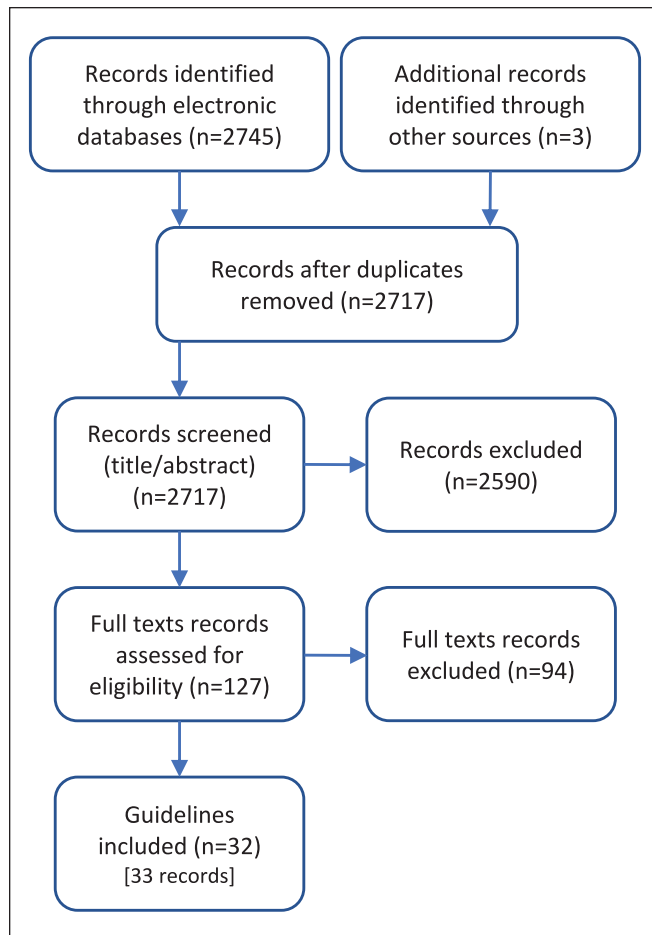 Records identified
through electronic
databases (n=2745)
Additional records
identified through
other sources (n=3)
Records after duplicates
removed (n=2717)
Records screened
(title/abstract)
(n=2717)
Records excluded
(n=2590)
Full texts records
assessed for
eligibility (n=127)
Full texts records
excluded (n=94)
Guidelines
included (n=32)
[33 records]